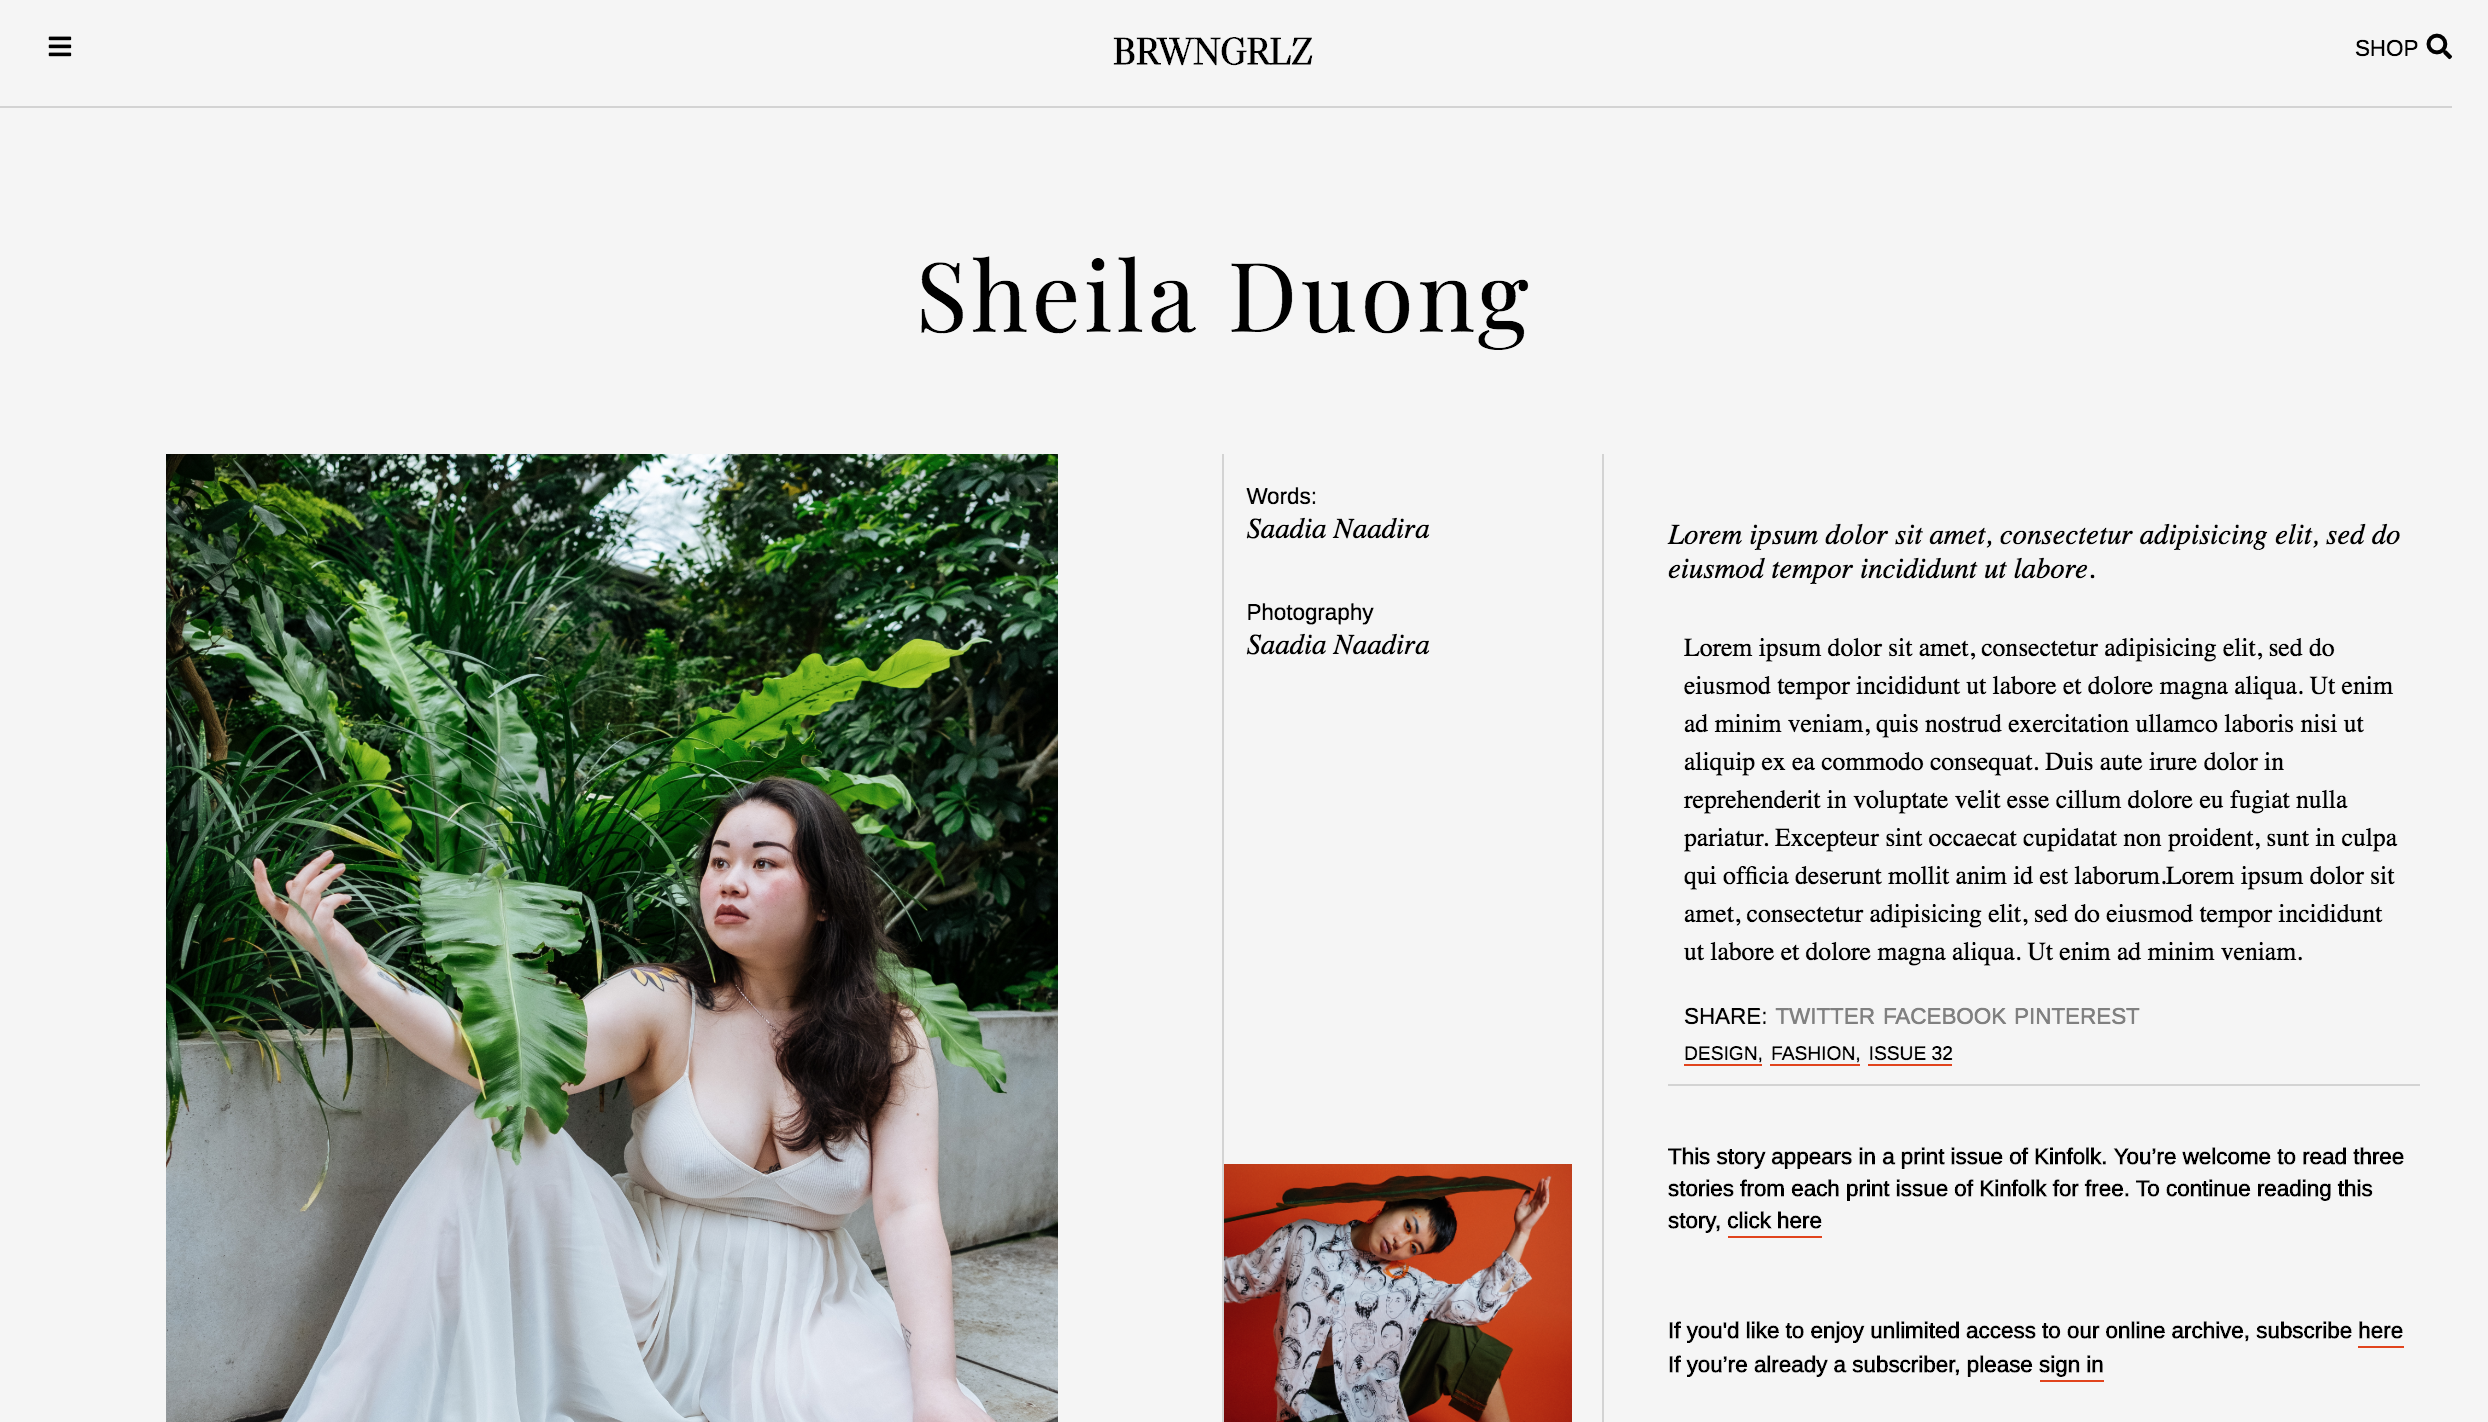 BRWNGRLZ
SHOP
Sheila Duong
Words:
Saadia Naadira
Photography
Saadia Naadira
Lorem ipsum dolor sit amet, consectetur adipisicing elit, sed do
eiusmod tempor incididunt ut labore.
Lorem ipsum dolor sit amet, consectetur adipisicing elit, sed do
eiusmod tempor incididunt ut labore et dolore magna aliqua. Ut enim
ad minim veniam, quis nostrud exercitation ullamco laboris nisi ut
aliquip ex ea commodo consequat. Duis aute irure dolor in
reprehenderit in voluptate velit esse cillum dolore eu fugiat nulla
pariatur. Excepteur sint occaecat cupidatat non proident, sunt in culpa
qui officia deserunt mollit anim id est laborum.Lorem ipsum dolor sit
amet, consectetur adipisicing elit, sed do eiusmod tempor incididunt
ut labore et dolore magna aliqua. Ut enim ad minim veniam.
SHARE: TWITTER FACEBOOK PINTEREST
DESIGN, FASHION, ISSUE 32
This story appears in a print issue of Kinfolk. You’re welcome to read three
stories from each print issue of Kinfolk for free. To continue reading this
story, click here
If you'd like to enjoy unlimited access to our online archive, subscribe here
If you’re already a subscriber, please sign in